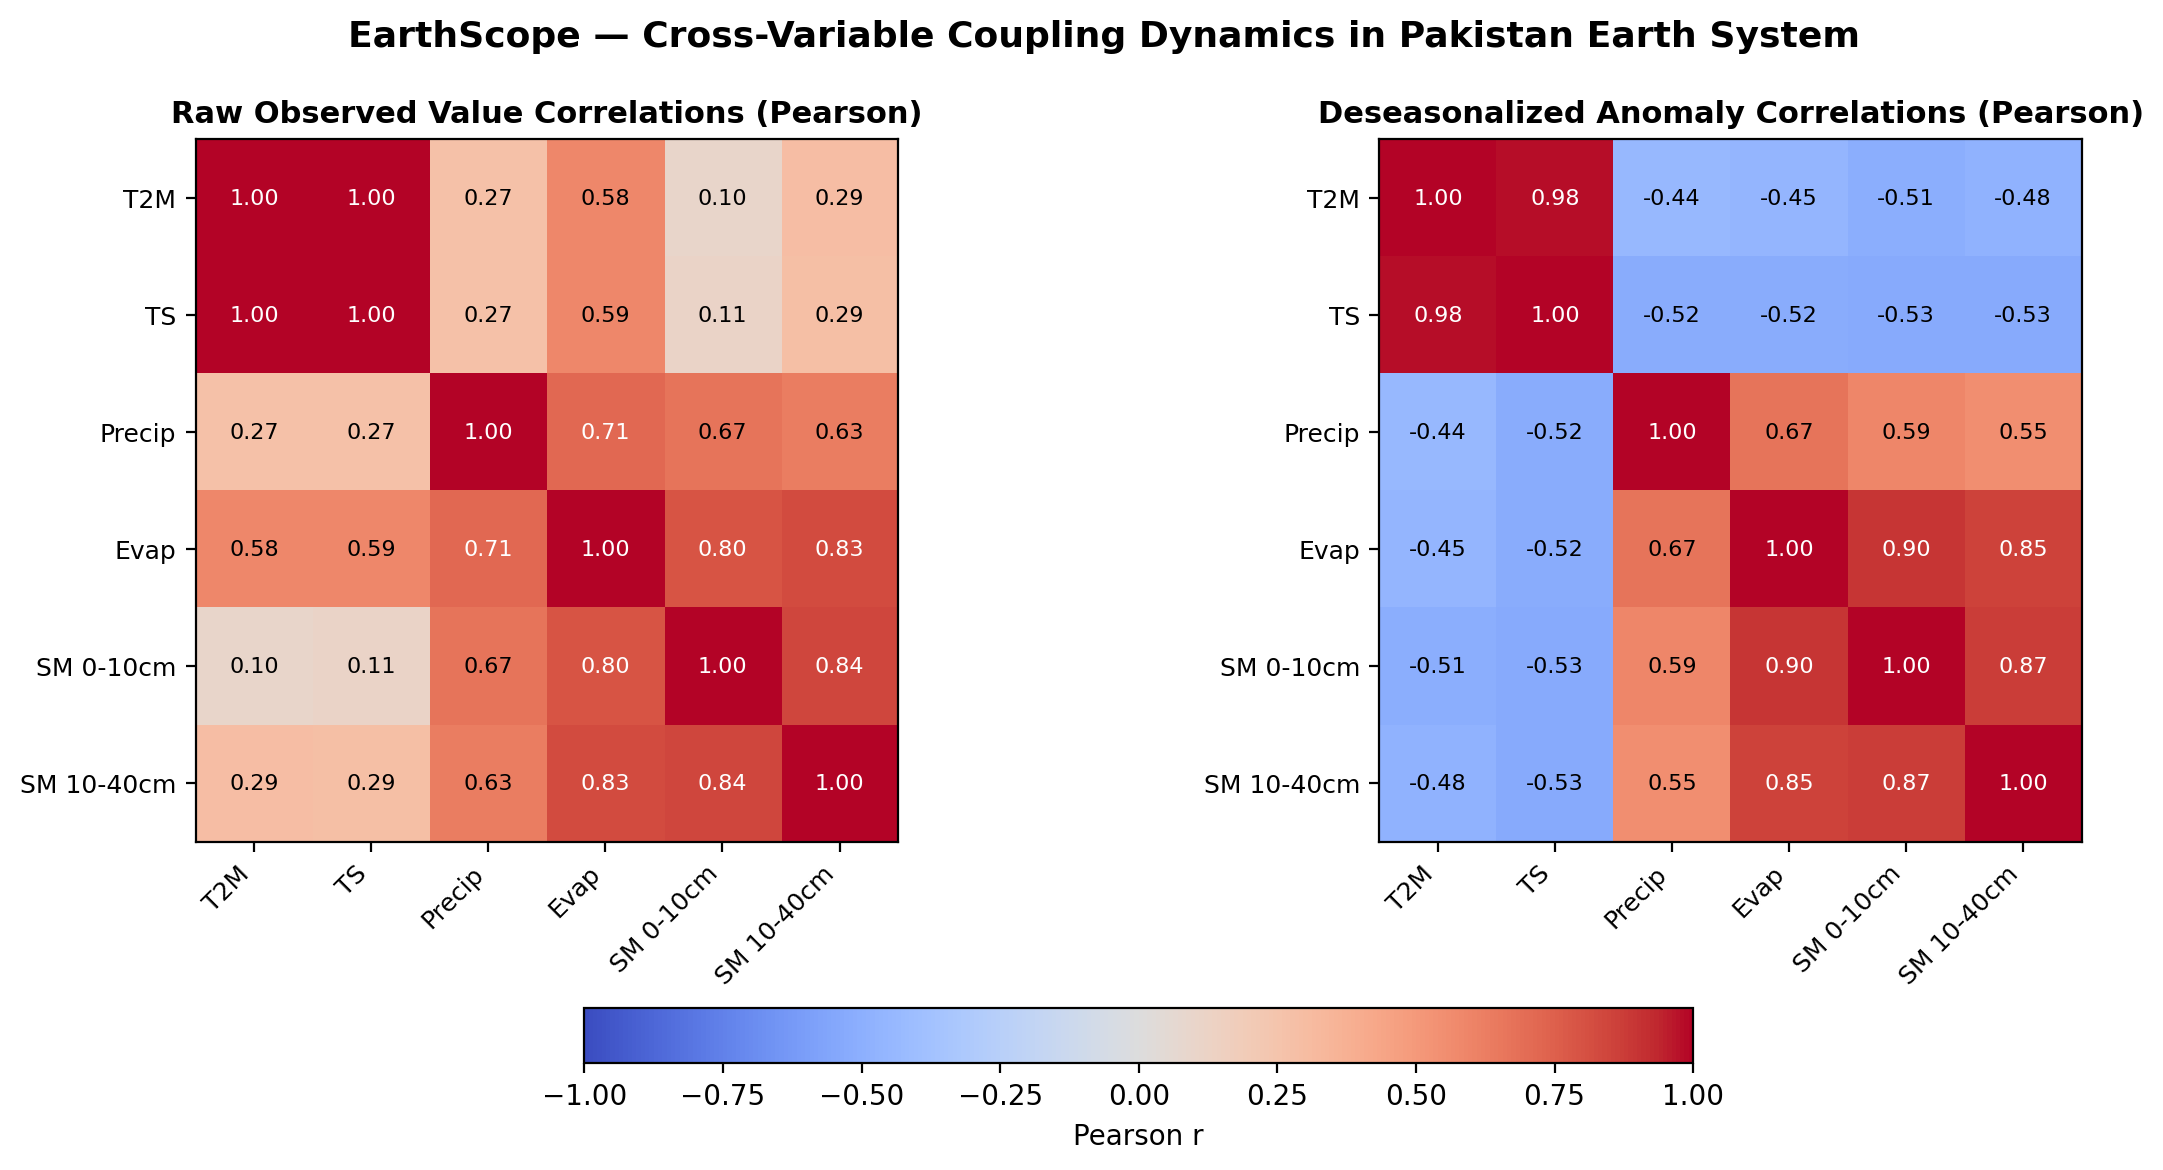 EarthScope — Cross-Variable Coupling Dynamics in Pakistan Earth System
Raw Observed Value Correlations (Pearson)
T2M 1.00 1.00 0.27 0.58 0.10 0.29
TS 1.00 1.00 0.27 0.59 0.11 0.29
Precip 0.27 0.27 1.00 0.71 0.67 0.63
Evap 0.58 0.59 0.71 1.00 0.80 0.83
SM 0-10cm 0.10 0.11 0.67 0.80 1.00 0.84
SM 10-40cm 0.29 0.29 0.63 0.83 0.84 1.00
T2M TS Precip Evap SM 0-10cm SM 10-40cm
Deseasonalized Anomaly Correlations (Pearson)
T2M 1.00 0.98 -0.44 -0.45 -0.51 -0.48
TS 0.98 1.00 -0.52 -0.52 -0.53 -0.53
Precip -0.44 -0.52 1.00 0.67 0.59 0.55
Evap -0.45 -0.52 0.67 1.00 0.90 0.85
SM 0-10cm -0.51 -0.53 0.59 0.90 1.00 0.87
SM 10-40cm -0.48 -0.53 0.55 0.85 0.87 1.00
T2M TS Precip Evap SM 0-10cm SM 10-40cm
−1.00 −0.75 −0.50 −0.25 0.00 0.25 0.50 0.75 1.00
Pearson r